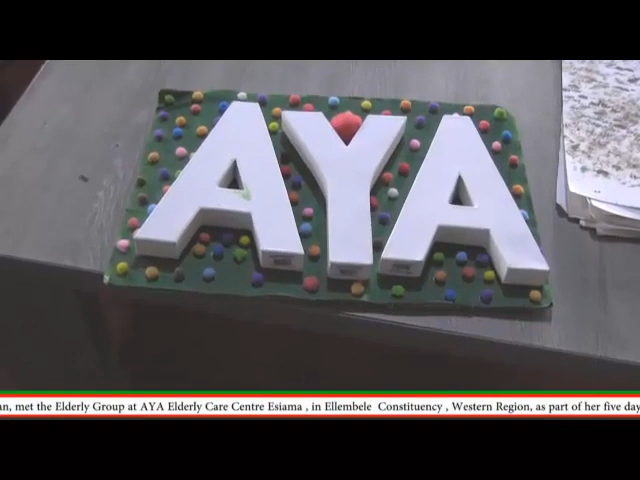 AYA
an, met the Elderly Group at AYA Elderly Care Centre Esiama , in Ellembele Constituency , Western Region, as part of her five day